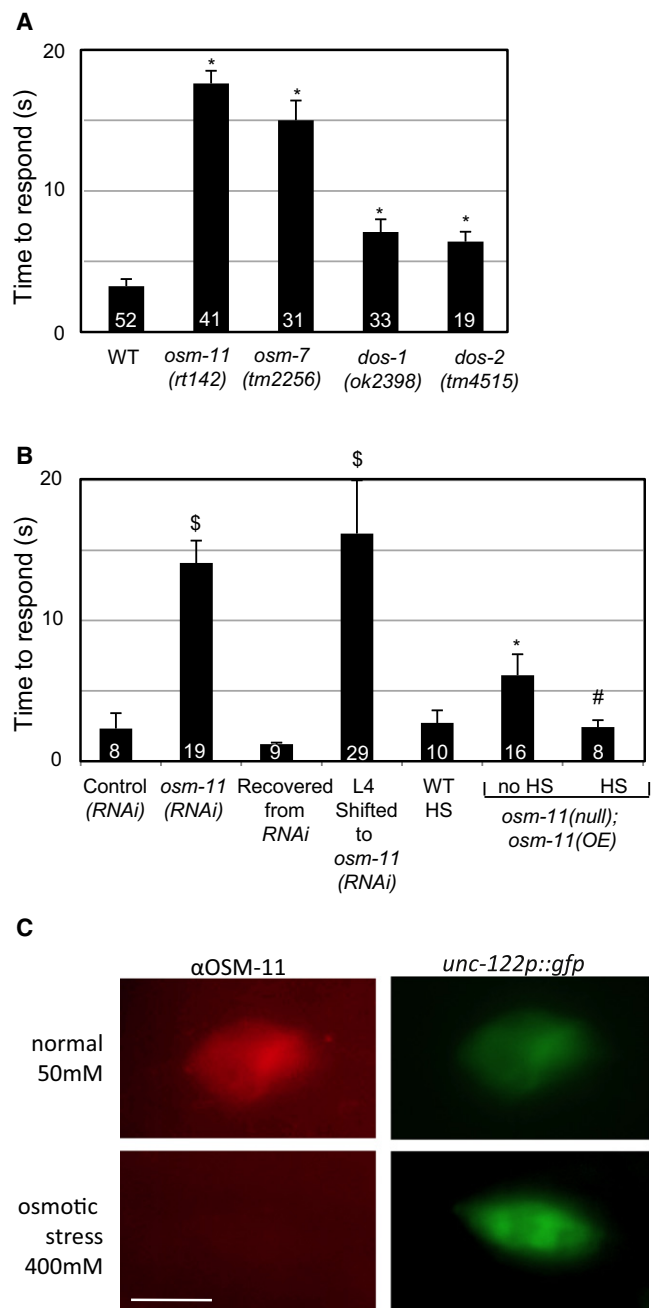 A
Time to respond (s)
20
10
0
*
*
*
*
52
41
31
33
19
WT
osm-11
(rt142)
osm-7
(tm2256)
dos-1
(ok2398)
dos-2
(tm4515)
B
Time to respond (s)
20
10
0
$
$
*
#
8
19
9
29
10
16
8
Control
(RNAi)
osm-11
(RNAi)
Recovered
from
RNAi
L4
Shifted
to
osm-11
(RNAi)
WT
HS
no HS
HS
osm-11(null);
osm-11(OE)
C
αOSM-11
unc-122p::gfp
normal
50mM
osmotic
stress
400mM